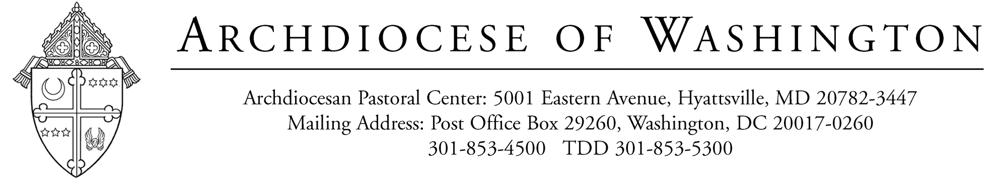 Archdiocese of Washington
Archdiocesan Pastoral Center: 5001 Eastern Avenue, Hyattsville, MD 20782-3447
Mailing Address: Post Office Box 29260, Washington, DC 20017-0260
301-853-4500 TDD 301-853-5300